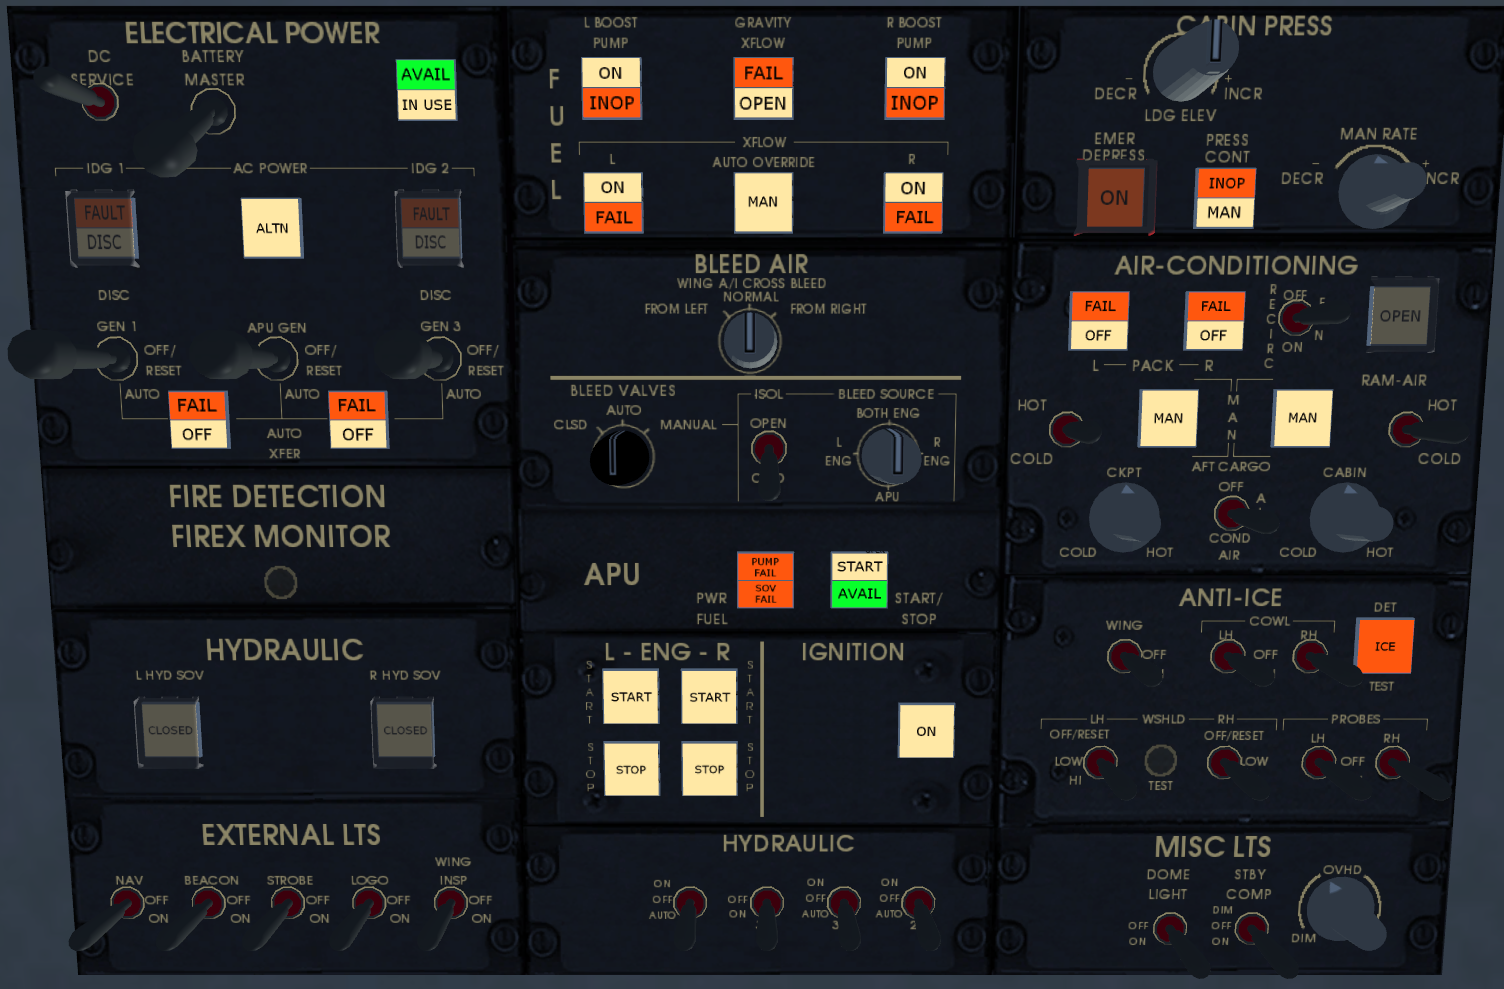 ELECTRICAL POWER
DC
SERVICE
BATTERY
MASTER
AVAIL
IN USE
IDG 1
AC POWER
IDG 2
FAULT
DISC
ALTN
FAULT
DISC
DISC
DISC
GEN 1
OFF/
RESET
APU GEN
OFF/
RESET
GEN 3
OFF/
RESET
AUTO
FAIL
OFF
AUTO
FAIL
OFF
AUTO
AUTO
XFER
FIRE DETECTION
FIREX MONITOR
HYDRAULIC
L HYD SOV
R HYD SOV
CLOSED
CLOSED
EXTERNAL LTS
NAV
BEACON
STROBE
LOGO
WING
INSP
OFF
ON
OFF
ON
OFF
ON
OFF
ON
OFF
ON
FUEL
L BOOST
PUMP
GRAVITY
XFLOW
R BOOST
PUMP
ON
INOP
FAIL
OPEN
ON
INOP
XFLOW
L
AUTO OVERRIDE
R
ON
FAIL
MAN
ON
FAIL
BLEED AIR
WING A/I CROSS BLEED
NORMAL
FROM LEFT
FROM RIGHT
BLEED VALVES
AUTO
CLSD
MANUAL
ISOL
OPEN
BLEED SOURCE
BOTH ENG
L
ENG
R
ENG
APU
APU
PWR
FUEL
PUMP
FAIL
SOV
FAIL
START
AVAIL
START/
STOP
L - ENG - R
IGNITION
START
START
START
START
STOP
STOP
STOP
STOP
ON
HYDRAULIC
ON
OFF
AUTO
OFF
ON
ON
OFF
AUTO
3
ON
OFF
AUTO
2
CABIN PRESS
DECR
INCR
LDG ELEV
EMER
DEPRESS
ON
PRESS
CONT
INOP
MAN
MAN RATE
DECR
AIR-CONDITIONING
FAIL
OFF
FAIL
OFF
L
PACK
R
RECIRC
OFF
ON
OPEN
RAM-AIR
HOT
COLD
MAN
MAN
MAN
HOT
COLD
CKPT
COLD
HOT
AFT CARGO
OFF
COND
AIR
CABIN
COLD
HOT
ANTI-ICE
WING
OFF
COWL
LH
OFF
RH
DET
ICE
TEST
LH
WSHLD
RH
OFF/RESET
LOW
HI
TEST
OFF/RESET
LOW
PROBES
LH
OFF
RH
MISC LTS
DOME
LIGHT
OFF
ON
STBY
COMP
DIM
OFF
ON
OVHD
DIM